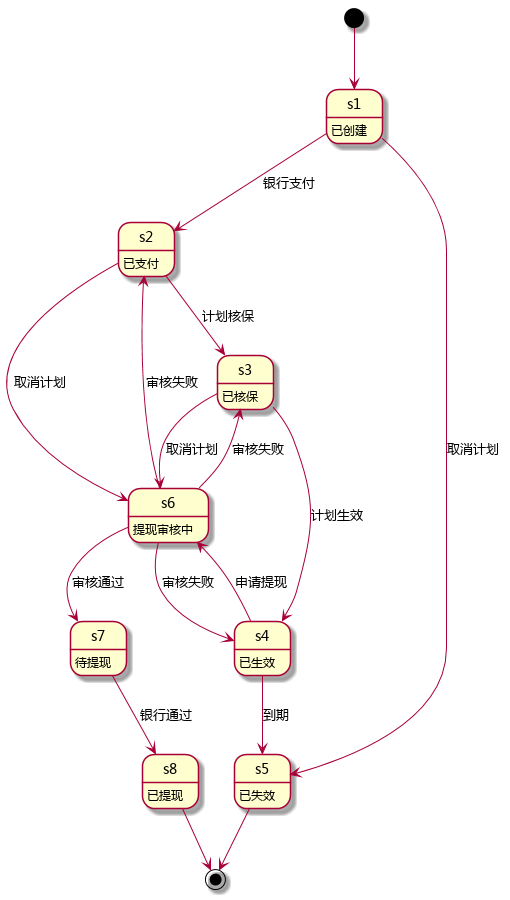 s1
已创建
银行支付
s2
已支付
计划核保
s3
已核保
取消计划
审核失败
取消计划
审核失败
取消计划
计划生效
s6
提现审核中
审核通过
审核失败
申请提现
s7
待提现
s4
已生效
银行通过
到期
s8
已提现
s5
已失效